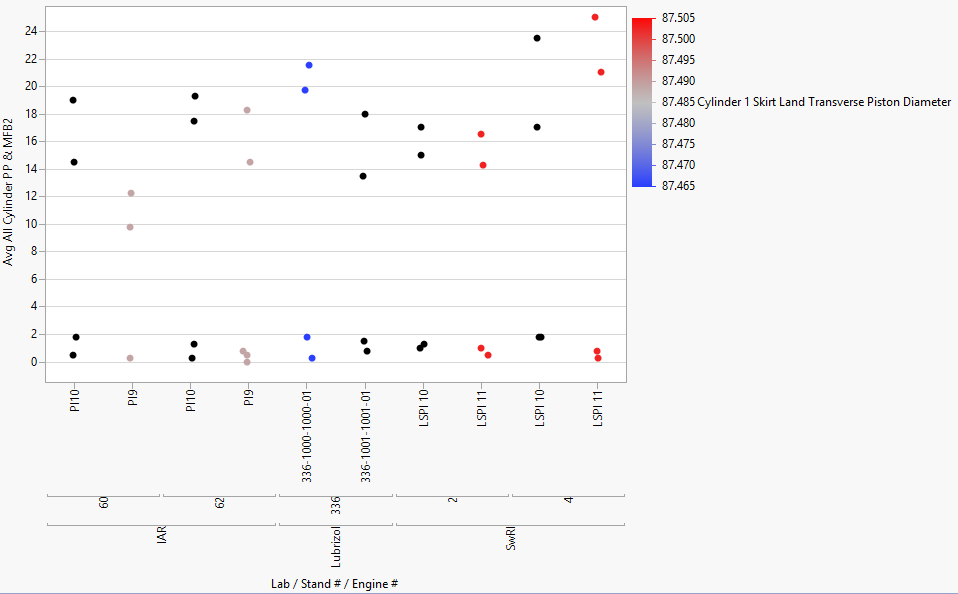 Avg All Cylinder PP & MFB2
24
22
20
18
16
14
12
10
8
6
4
2
0
PI10
PI9
PI10
PI9
336-1000-1000-01
336-1001-1001-01
LSPI 10
LSPI 11
LSPI 10
LSPI 11
60
62
336
2
4
IAR
Lubrizol
SwRI
Lab / Stand # / Engine #
87.505
87.500
87.495
87.490
87.485 Cylinder 1 Skirt Land Transverse Piston Diameter
87.480
87.475
87.470
87.465